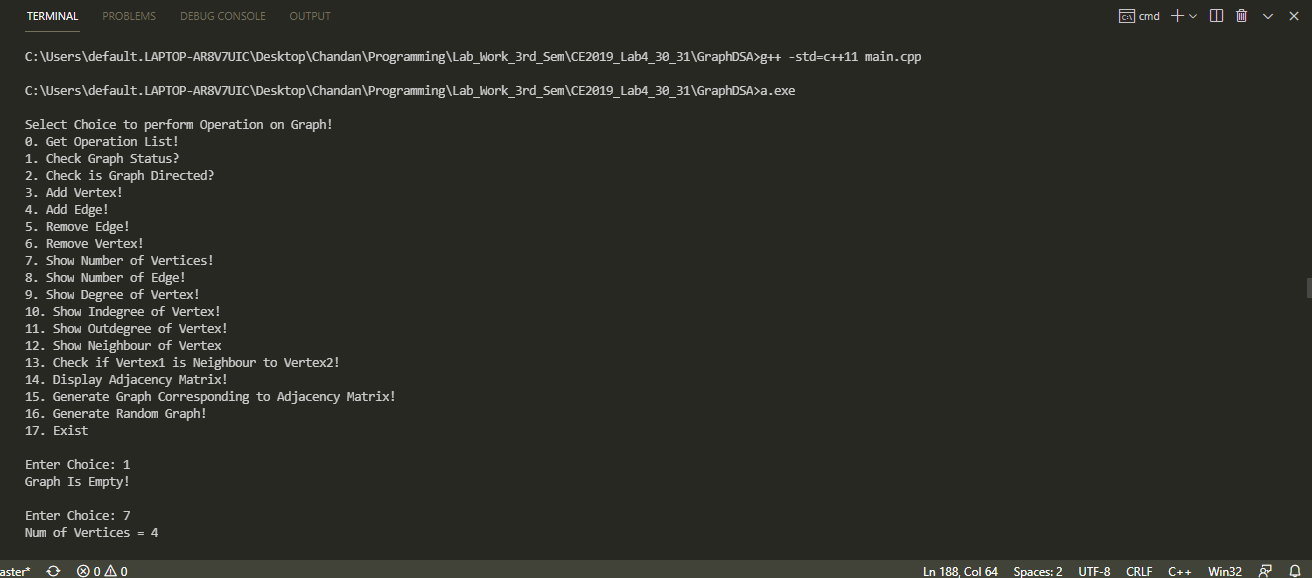 TERMINAL PROBLEMS DEBUG CONSOLE OUTPUT cmd
C:\Users\default.LAPTOP-AR8V7UIC\Desktop\Chandan\Programming\Lab_Work_3rd_Sem\CE2019_Lab4_30_31\GraphDSA>g++ -std=c++11 main.cpp
C:\Users\default.LAPTOP-AR8V7UIC\Desktop\Chandan\Programming\Lab_Work_3rd_Sem\CE2019_Lab4_30_31\GraphDSA>a.exe
Select Choice to perform Operation on Graph!
0. Get Operation List!
1. Check Graph Status?
2. Check is Graph Directed?
3. Add Vertex!
4. Add Edge!
5. Remove Edge!
6. Remove Vertex!
7. Show Number of Vertices!
8. Show Number of Edge!
9. Show Degree of Vertex!
10. Show Indegree of Vertex!
11. Show Outdegree of Vertex!
12. Show Neighbour of Vertex
13. Check if Vertex1 is Neighbour to Vertex2!
14. Display Adjacency Matrix!
15. Generate Graph Corresponding to Adjacency Matrix!
16. Generate Random Graph!
17. Exist
Enter Choice: 1
Graph Is Empty!
Enter Choice: 7
Num of Vertices = 4
aster* 0 0 Ln 188, Col 64 Spaces: 2 UTF-8 CRLF C++ Win32